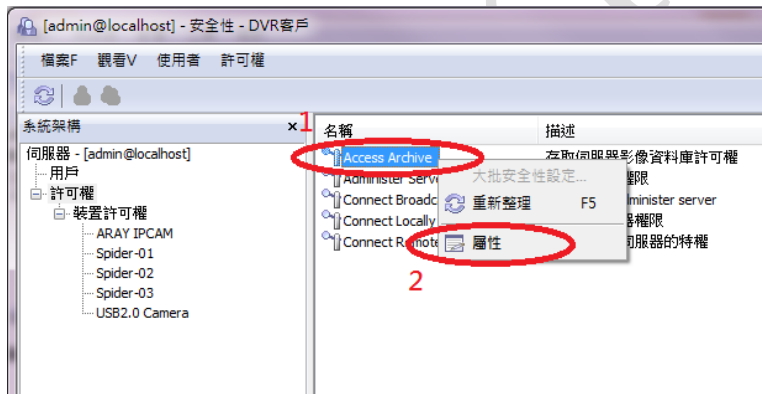 [admin@localhost] - 安全性 - DVR客戶
檔案F 觀看V 使用者 許可權
系統架構 x
伺服器 - [admin@localhost]
用戶
許可權
裝置許可權
ARAY IPCAM
Spider-01
Spider-02
Spider-03
USB2.0 Camera
1
名稱 描述
Access Archive 存取伺服器影像資料庫許可權
Administer Serve 權限
Connect Broadc minister server
Connect Locally 器權限
Connect Remote 伺服器的特權
大批安全性設定...
重新整理 F5
屬性
2